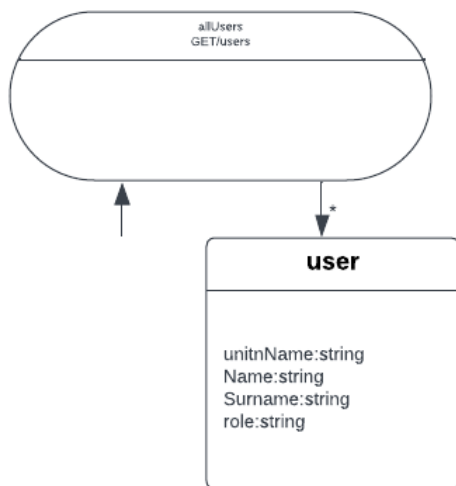 allUsers
GET/users
*
user
unitnName:string
Name:string
Surname:string
role:string